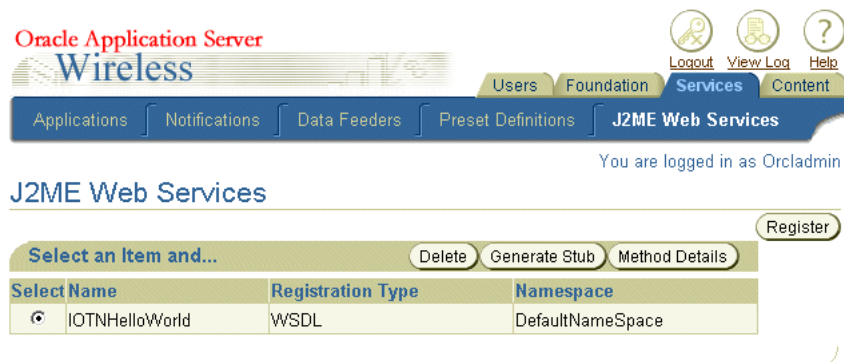 Oracle Application Server
Wireless
Logout View Log Help
Users Foundation Services Content
Applications Notifications Data Feeders Preset Definitions J2ME Web Services
You are logged in as Orcladmin
J2ME Web Services
Register
Select an Item and... Delete Generate Stub Method Details
Select Name Registration Type Namespace
IOTNHelloWorld WSDL DefaultNameSpace